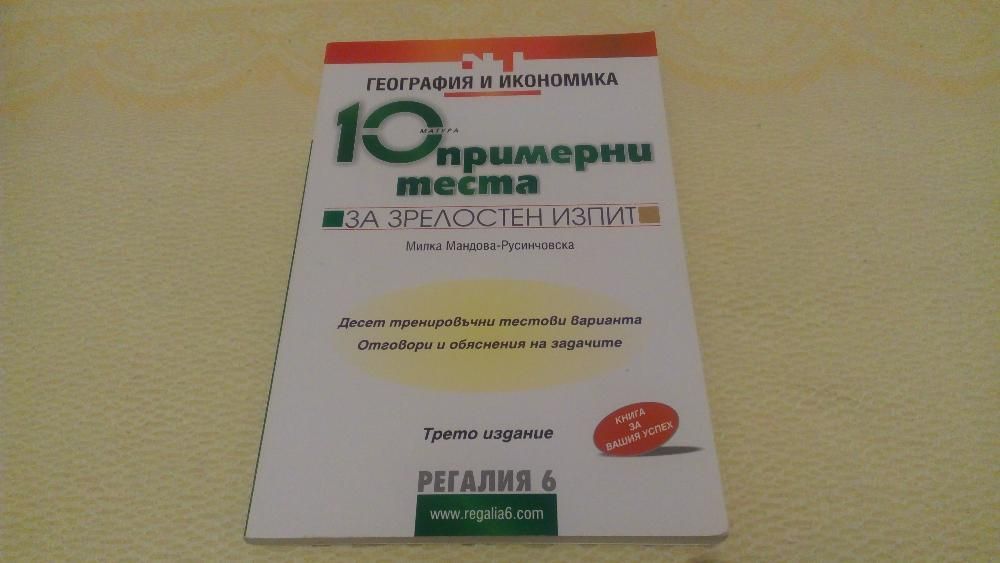 ГЕОГРАФИЯ И ИКОНОМИКА
10
МАТУРА
примерни
теста
ЗА ЗРЕЛОСТЕН ИЗПИТ
Милка Мандова-Русинчовска
Десет тренировъчни тестови варианта
Отговори и обяснения на задачите
Трето издание
КНИГА
ЗА
ВАШИЯ УСПЕХ
РЕГАЛИЯ 6
www.regalia6.com